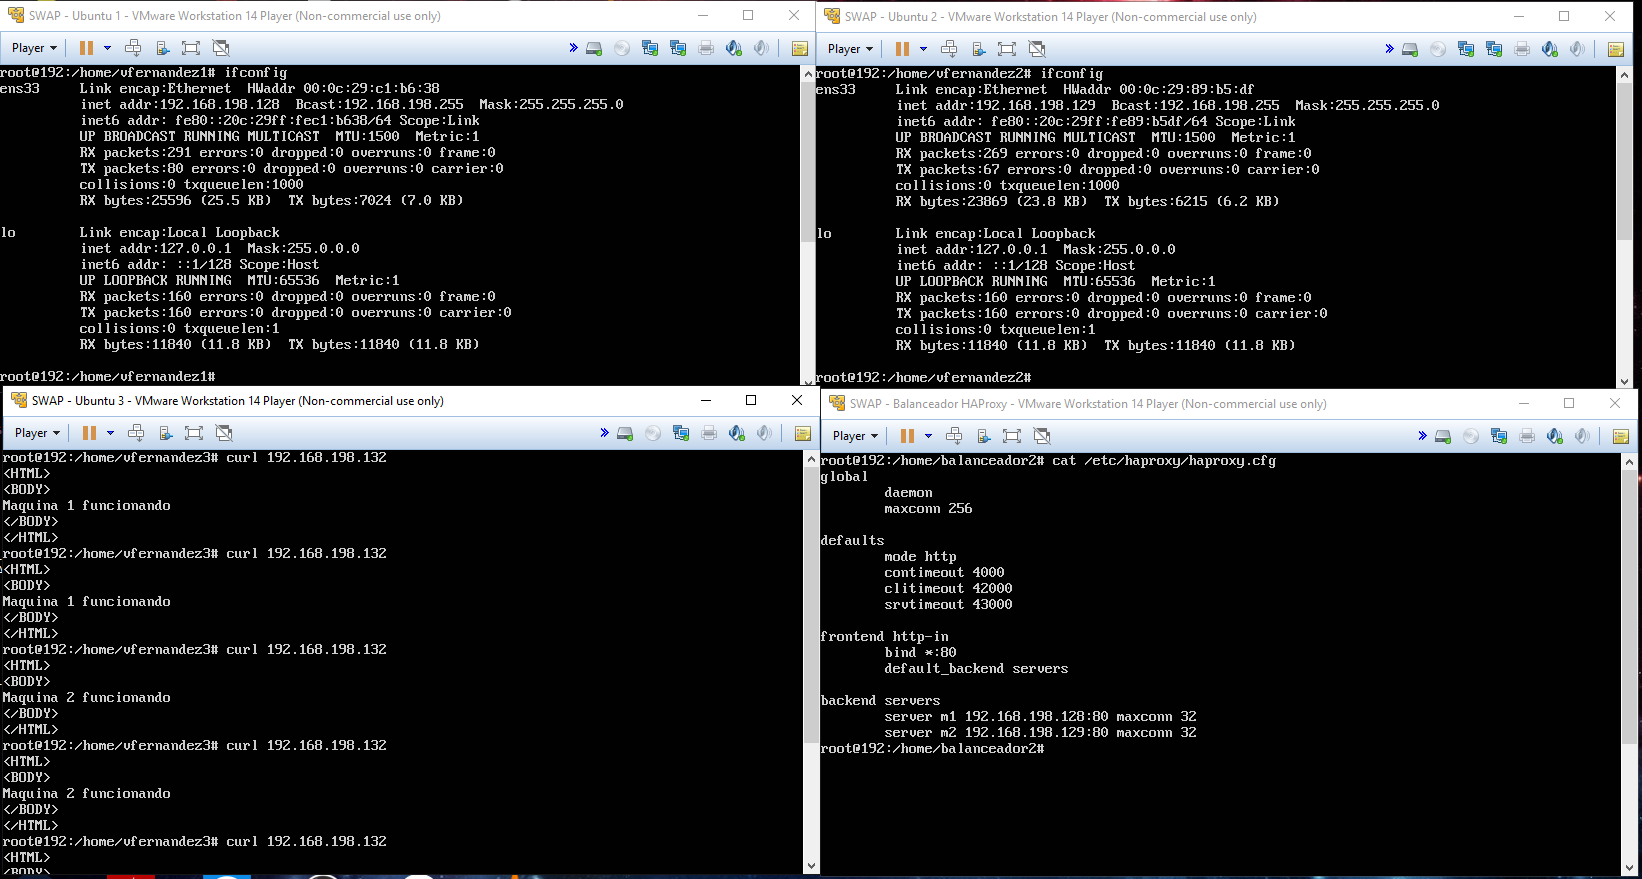 SWAP - Ubuntu 1 - VMware Workstation 14 Player (Non-commercial use only)
Player
root@192:/home/vfernandez1# ifconfig
ens33     Link encap:Ethernet  HWaddr 00:0c:29:c1:b6:38
          inet addr:192.168.198.128  Bcast:192.168.198.255  Mask:255.255.255.0
          inet6 addr: fe80::20c:29ff:fec1:b638/64 Scope:Link
          UP BROADCAST RUNNING MULTICAST  MTU:1500  Metric:1
          RX packets:291 errors:0 dropped:0 overruns:0 frame:0
          TX packets:80 errors:0 dropped:0 overruns:0 carrier:0
          collisions:0 txqueuelen:1000
          RX bytes:25596 (25.5 KB)  TX bytes:7024 (7.0 KB)
lo        Link encap:Local Loopback
          inet addr:127.0.0.1  Mask:255.0.0.0
          inet6 addr: ::1/128 Scope:Host
          UP LOOPBACK RUNNING  MTU:65536  Metric:1
          RX packets:160 errors:0 dropped:0 overruns:0 frame:0
          TX packets:160 errors:0 dropped:0 overruns:0 carrier:0
          collisions:0 txqueuelen:1
          RX bytes:11840 (11.8 KB)  TX bytes:11840 (11.8 KB)
root@192:/home/vfernandez1#
SWAP - Ubuntu 2 - VMware Workstation 14 Player (Non-commercial use only)
Player
root@192:/home/vfernandez2# ifconfig
ens33     Link encap:Ethernet  HWaddr 00:0c:29:89:b5:df
          inet addr:192.168.198.129  Bcast:192.168.198.255  Mask:255.255.255.0
          inet6 addr: fe80::20c:29ff:fe89:b5df/64 Scope:Link
          UP BROADCAST RUNNING MULTICAST  MTU:1500  Metric:1
          RX packets:269 errors:0 dropped:0 overruns:0 frame:0
          TX packets:67 errors:0 dropped:0 overruns:0 carrier:0
          collisions:0 txqueuelen:1000
          RX bytes:23869 (23.8 KB)  TX bytes:6215 (6.2 KB)
lo        Link encap:Local Loopback
          inet addr:127.0.0.1  Mask:255.0.0.0
          inet6 addr: ::1/128 Scope:Host
          UP LOOPBACK RUNNING  MTU:65536  Metric:1
          RX packets:160 errors:0 dropped:0 overruns:0 frame:0
          TX packets:160 errors:0 dropped:0 overruns:0 carrier:0
          collisions:0 txqueuelen:1
          RX bytes:11840 (11.8 KB)  TX bytes:11840 (11.8 KB)
root@192:/home/vfernandez2#
SWAP - Ubuntu 3 - VMware Workstation 14 Player (Non-commercial use only)
Player
root@192:/home/vfernandez3# curl 192.168.198.132
<HTML>
<BODY>
Maquina 1 funcionando
</BODY>
</HTML>
root@192:/home/vfernandez3# curl 192.168.198.132
<HTML>
<BODY>
Maquina 1 funcionando
</BODY>
</HTML>
root@192:/home/vfernandez3# curl 192.168.198.132
<HTML>
<BODY>
Maquina 2 funcionando
</BODY>
</HTML>
root@192:/home/vfernandez3# curl 192.168.198.132
<HTML>
<BODY>
Maquina 2 funcionando
</BODY>
</HTML>
root@192:/home/vfernandez3# curl 192.168.198.132
<HTML>
<BODY>
SWAP - Balanceador HAProxy - VMware Workstation 14 Player (Non-commercial use only)
Player
root@192:/home/balanceador2# cat /etc/haproxy/haproxy.cfg
global
        daemon
        maxconn 256
defaults
        mode http
        contimeout 4000
        clitimeout 42000
        srvtimeout 43000
frontend http-in
        bind *:80
        default_backend servers
backend servers
        server m1 192.168.198.128:80 maxconn 32
        server m2 192.168.198.129:80 maxconn 32
root@192:/home/balanceador2#